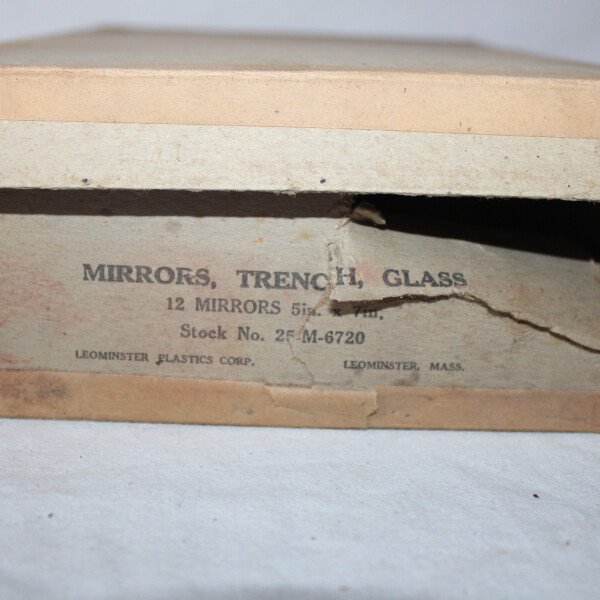 MIRRORS, TRENCH, GLASS
12 MIRRORS 5in. x 7in.
Stock No. 25-M-6720
LEOMINSTER PLASTICS CORP. LEOMINSTER, MASS.